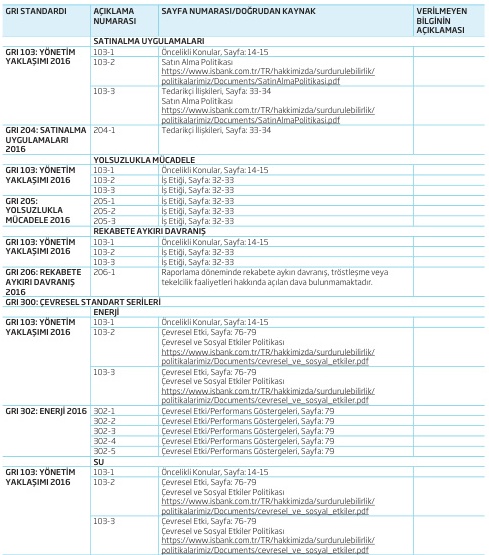 GRI STANDARDI
AÇIKLAMA NUMARASI
SAYFA NUMARASI/DOĞRUDAN KAYNAK
VERİLMEYEN BİLGİNİN AÇIKLAMASI
SATINALMA UYGULAMALARI
GRI 103: YÖNETİM YAKLAŞIMI 2016
103-1 Öncelikli Konular, Sayfa: 14-15
103-2 Satın Alma Politikası
https://www.isbank.com.tr/TR/hakkimizda/surdurulebilirlik/
politikalarimiz/Documents/SatinAlmaPolitikasi.pdf
103-3 Tedarikçi İlişkileri, Sayfa: 33-34
Satın Alma Politikası
https://www.isbank.com.tr/TR/hakkimizda/surdurulebilirlik/
politikalarimiz/Documents/SatinAlmaPolitikasi.pdf
GRI 204: SATINALMA UYGULAMALARI 2016
204-1 Tedarikçi İlişkileri, Sayfa: 33-34
YOLSUZLUKLA MÜCADELE
GRI 103: YÖNETİM YAKLAŞIMI 2016
103-1 Öncelikli Konular, Sayfa: 14-15
103-2 İş Etiği, Sayfa: 32-33
103-3 İş Etiği, Sayfa: 32-33
GRI 205: YOLSUZLUKLA MÜCADELE 2016
205-1 İş Etiği, Sayfa: 32-33
205-2 İş Etiği, Sayfa: 32-33
205-3 İş Etiği, Sayfa: 32-33
REKABETE AYKIRI DAVRANIŞ
GRI 103: YÖNETİM YAKLAŞIMI 2016
103-1 Öncelikli Konular, Sayfa: 14-15
103-2 İş Etiği, Sayfa: 32-33
103-3 İş Etiği, Sayfa: 32-33
GRI 206: REKABETE AYKIRI DAVRANIŞ 2016
206-1 Raporlama döneminde rekabete aykırı davranış, tröstleşme veya
tekelcilik faaliyetleri hakkında açılan dava bulunmamaktadır.
GRI 300: ÇEVRESEL STANDART SERİLERİ
ENERJİ
GRI 103: YÖNETİM YAKLAŞIMI 2016
103-1 Öncelikli Konular, Sayfa: 14-15
103-2 Çevresel Etki, Sayfa: 76-79
Çevresel ve Sosyal Etkiler Politikası
https://www.isbank.com.tr/TR/hakkimizda/surdurulebilirlik/
politikalarimiz/Documents/cevresel_ve_sosyal_etkiler.pdf
103-3 Çevresel Etki, Sayfa: 76-79
Çevresel ve Sosyal Etkiler Politikası
https://www.isbank.com.tr/TR/hakkimizda/surdurulebilirlik/
politikalarimiz/Documents/cevresel_ve_sosyal_etkiler.pdf
GRI 302: ENERJİ 2016
302-1 Çevresel Etki/Performans Göstergeleri, Sayfa: 79
302-2 Çevresel Etki/Performans Göstergeleri, Sayfa: 79
302-3 Çevresel Etki/Performans Göstergeleri, Sayfa: 79
302-4 Çevresel Etki/Performans Göstergeleri, Sayfa: 79
302-5 Çevresel Etki/Performans Göstergeleri, Sayfa: 79
SU
GRI 103: YÖNETİM YAKLAŞIMI 2016
103-1 Öncelikli Konular, Sayfa: 14-15
103-2 Çevresel Etki, Sayfa: 76-79
Çevresel ve Sosyal Etkiler Politikası
https://www.isbank.com.tr/TR/hakkimizda/surdurulebilirlik/
politikalarimiz/Documents/cevresel_ve_sosyal_etkiler.pdf
103-3 Çevresel Etki, Sayfa: 76-79
Çevresel ve Sosyal Etkiler Politikası
https://www.isbank.com.tr/TR/hakkimizda/surdurulebilirlik/
politikalarimiz/Documents/cevresel_ve_sosyal_etkiler.pdf